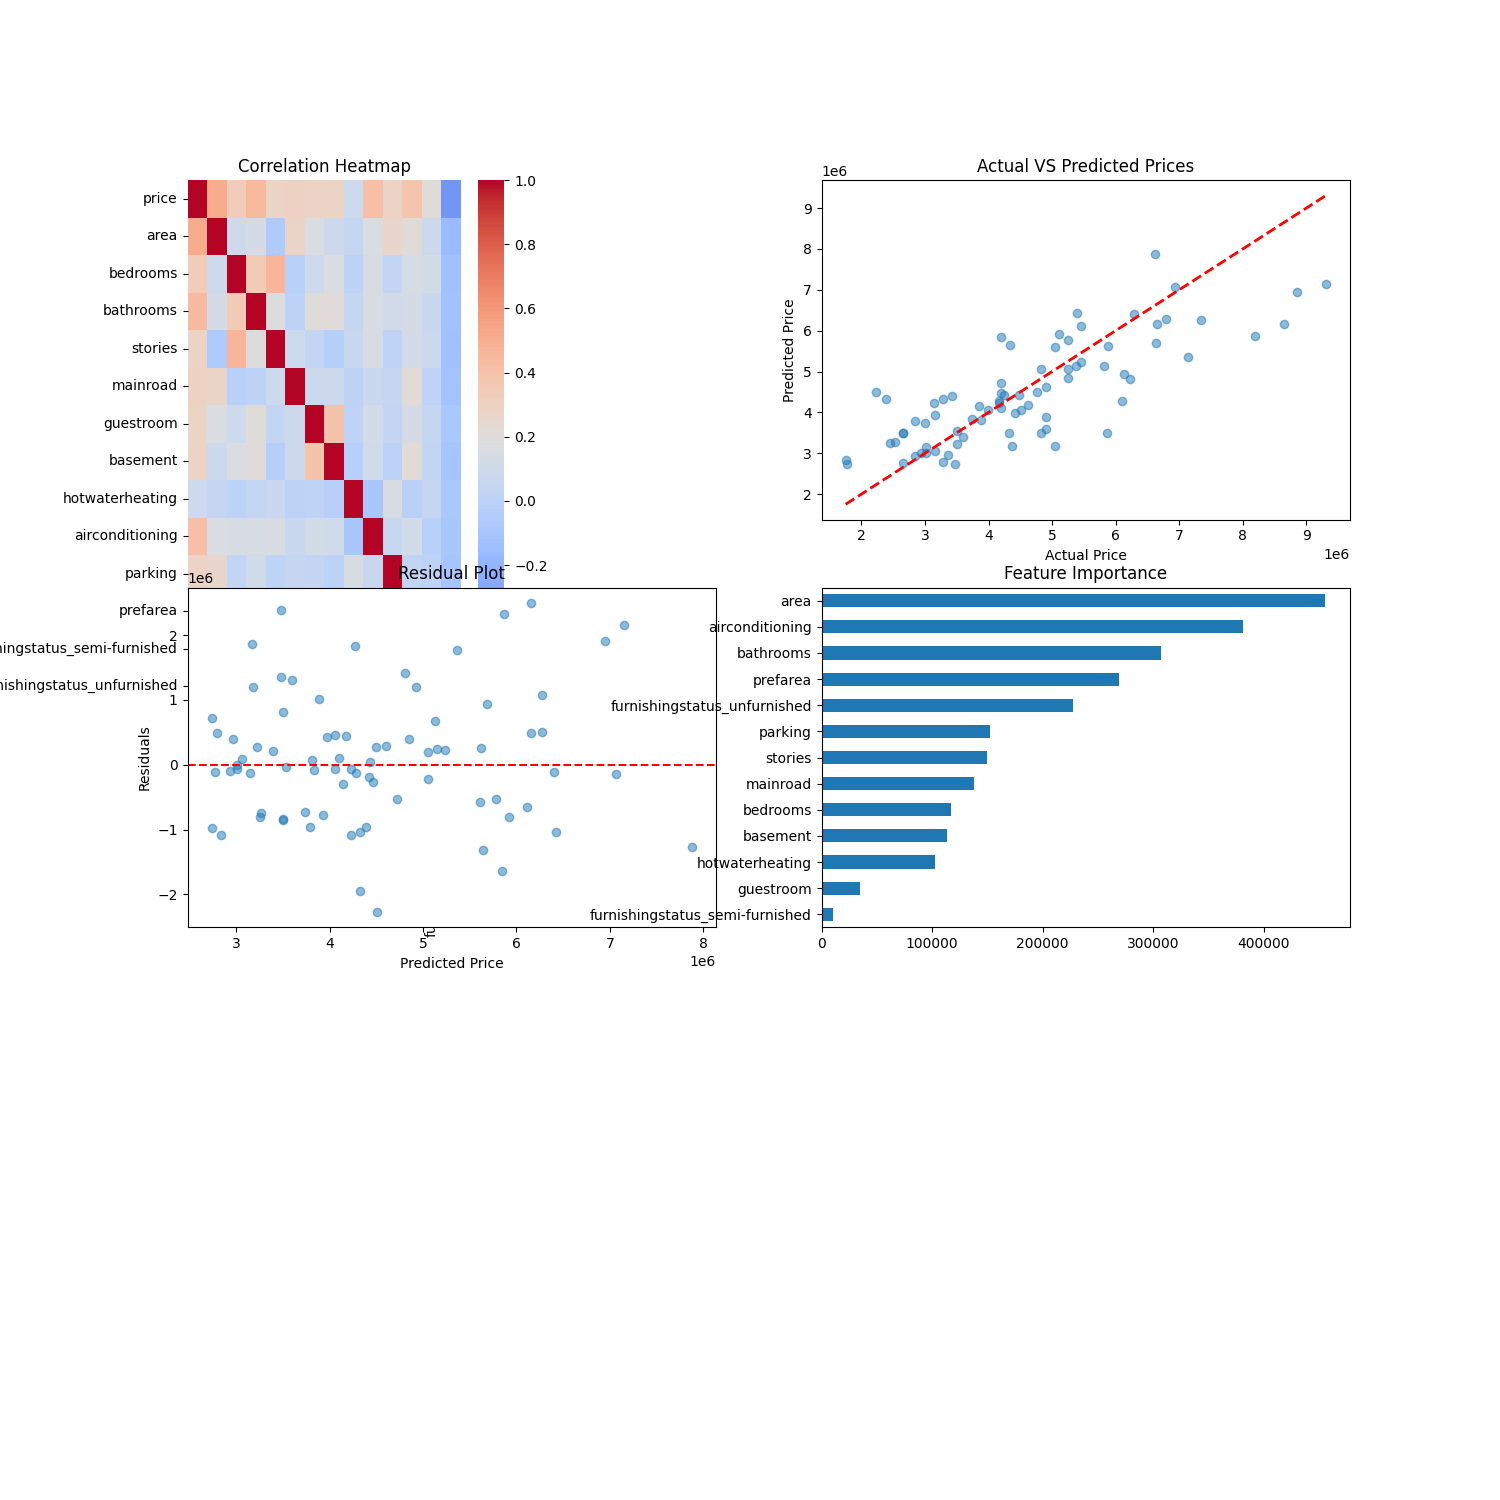 Correlation Heatmap
price
area
bedrooms
bathrooms
stories
mainroad
guestroom
basement
hotwaterheating
airconditioning
parking
prefarea
ingstatus_semi-furnished
nishingstatus_unfurnished
1.0
0.8
0.6
0.4
0.2
0.0
−0.2
Actual VS Predicted Prices
1e6
9
8
7
6
5
4
3
2
Predicted Price
2 3 4 5 6 7 8 9
1e6
Actual Price
Residual Plot
1e6
2
1
0
−1
−2
Residuals
3 4 5 6 7 8
fu
1e6
Predicted Price
Feature Importance
area
airconditioning
bathrooms
prefarea
furnishingstatus_unfurnished
parking
stories
mainroad
bedrooms
basement
hotwaterheating
guestroom
furnishingstatus_semi-furnished
0 100000 200000 300000 400000